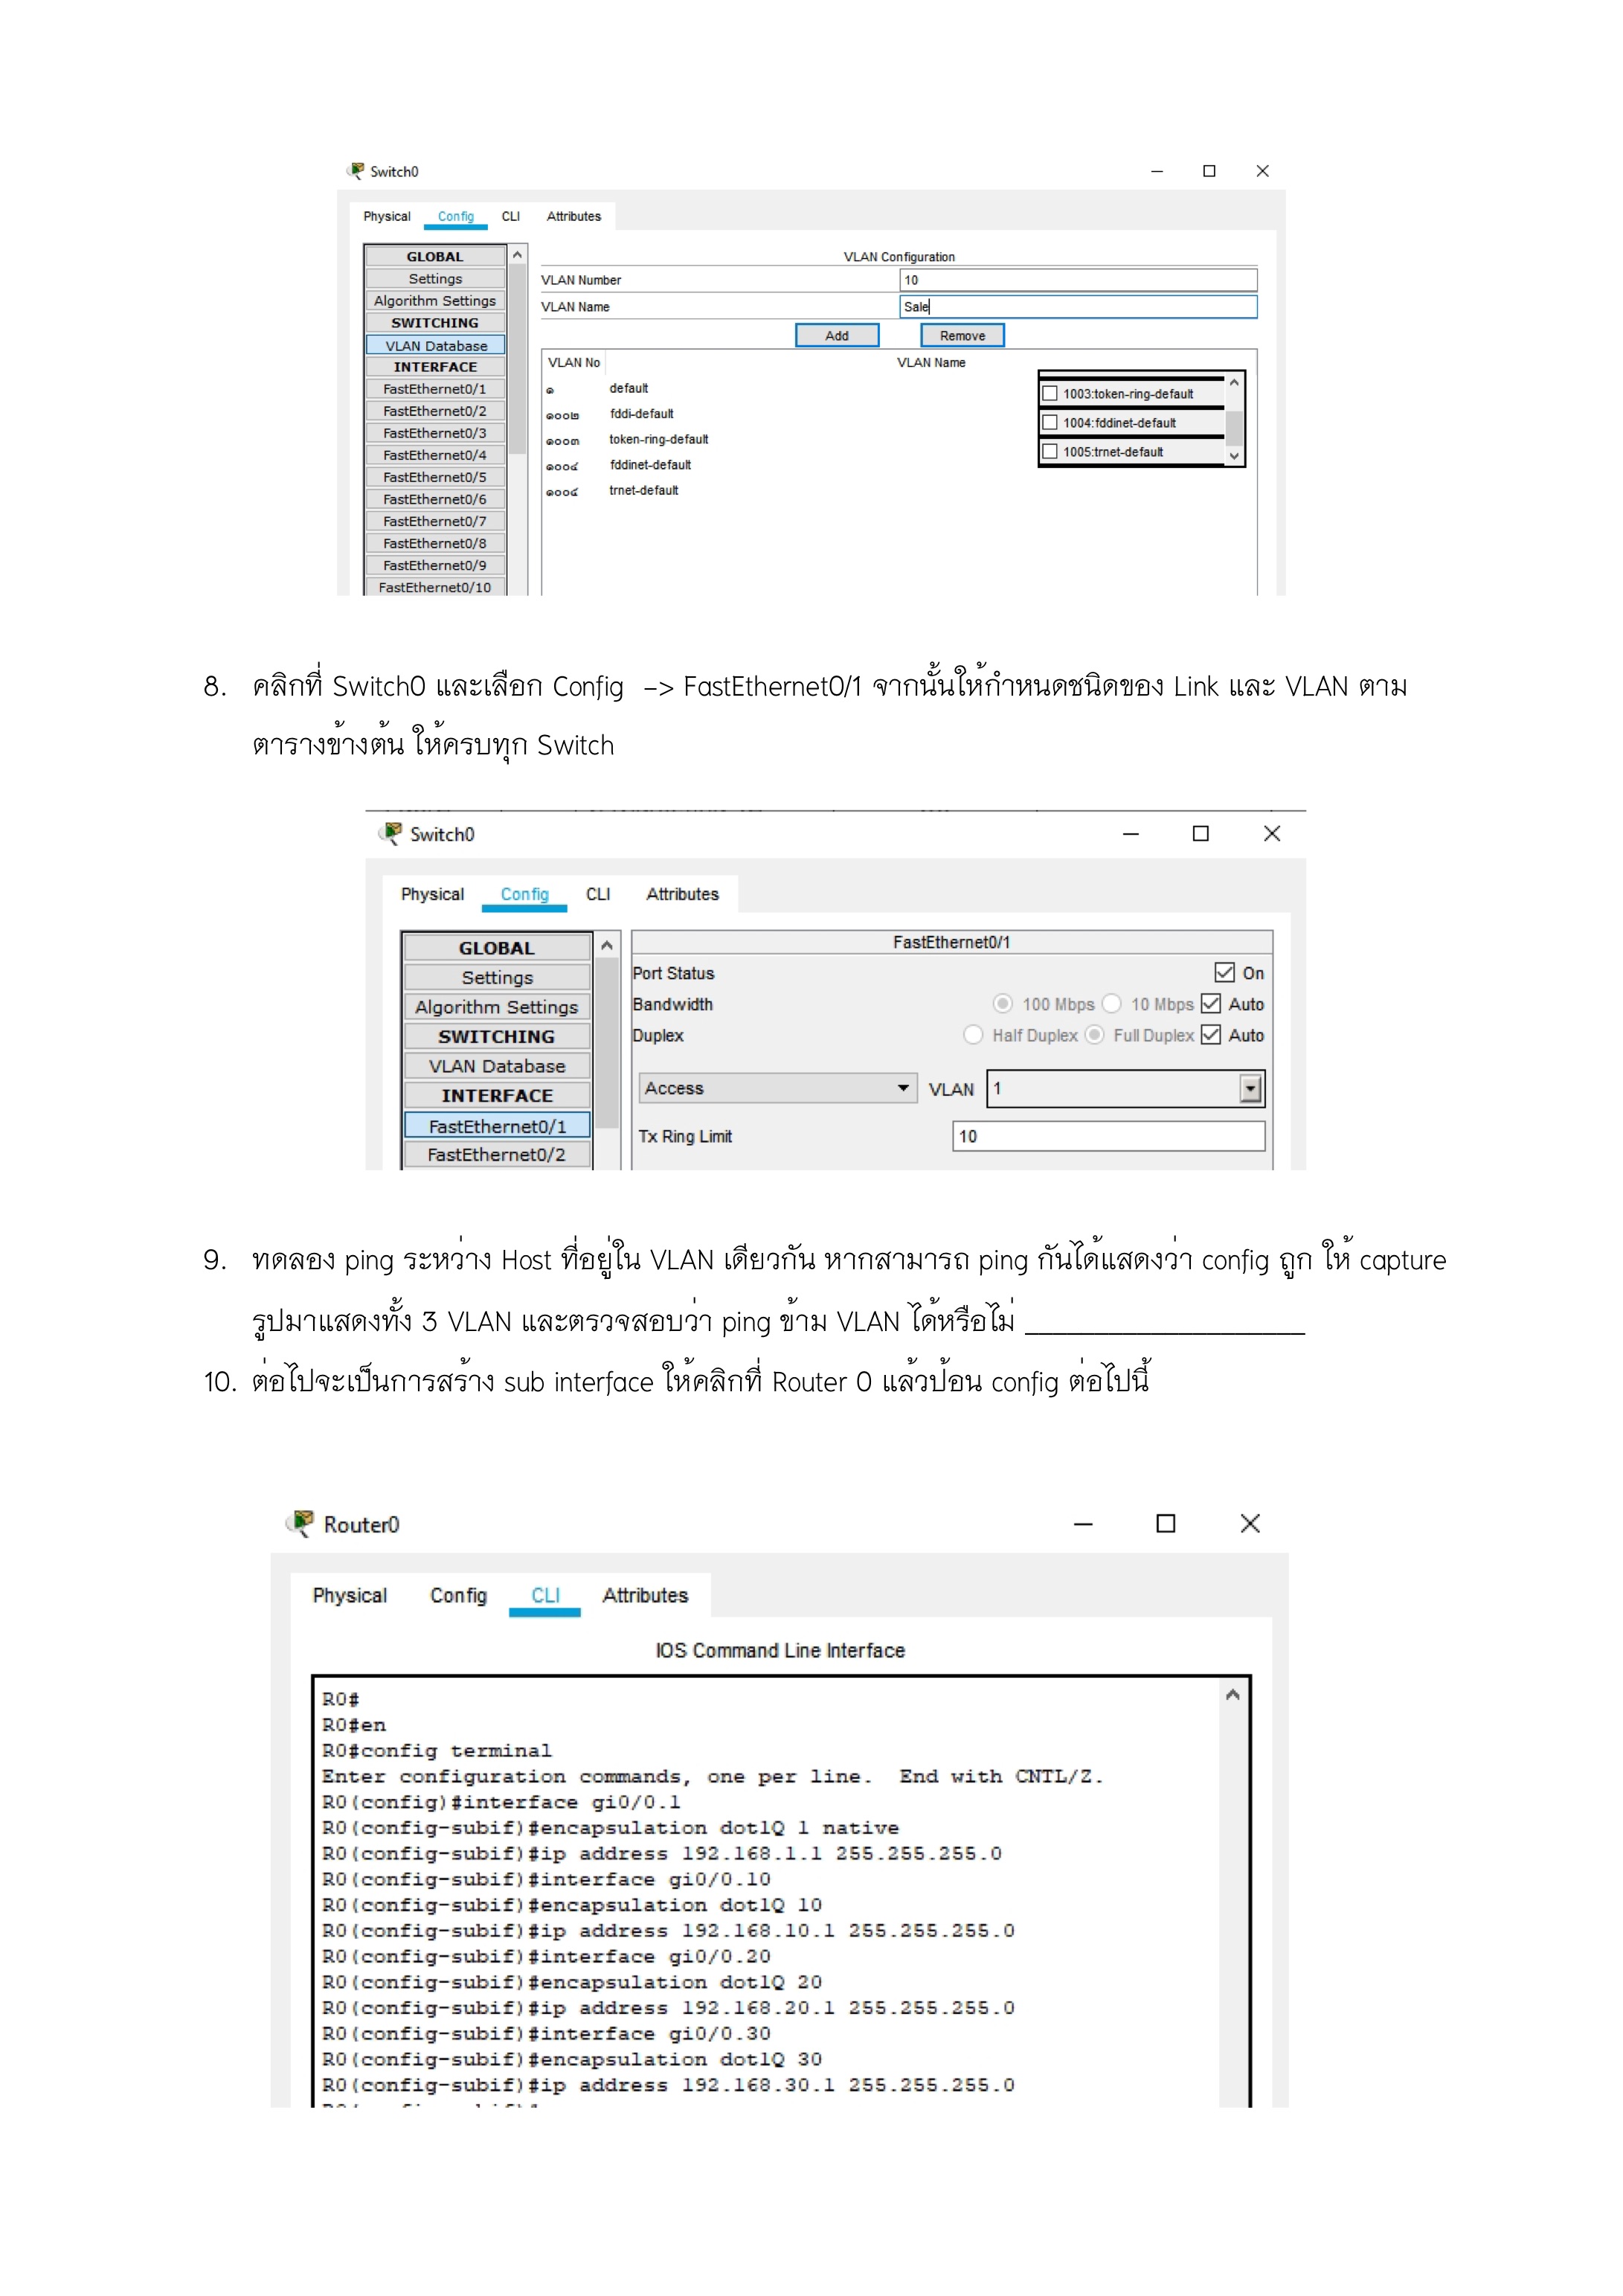 Switch0
Physical Config CLI Attributes
GLOBAL
Settings
Algorithm Settings
SWITCHING
VLAN Database
INTERFACE
FastEthernet0/1
FastEthernet0/2
FastEthernet0/3
FastEthernet0/4
FastEthernet0/5
FastEthernet0/6
FastEthernet0/7
FastEthernet0/8
FastEthernet0/9
FastEthernet0/10
VLAN Configuration
VLAN Number 10
VLAN Name Sale
Add Remove
VLAN No VLAN Name
๑ default
๑๐๐๒ fddi-default
๑๐๐๓ token-ring-default
๑๐๐๔ fddinet-default
๑๐๐๕ trnet-default
1003:token-ring-default
1004:fddinet-default
1005:trnet-default
8. คลิกที่ Switch0 และเลือก Config -> FastEthernet0/1 จากนั้นให้กำหนดชนิดของ Link และ VLAN ตาม
ตารางข้างต้น ให้ครบทุก Switch
Switch0
Physical Config CLI Attributes
GLOBAL
Settings
Algorithm Settings
SWITCHING
VLAN Database
INTERFACE
FastEthernet0/1
FastEthernet0/2
FastEthernet0/1
Port Status On
Bandwidth 100 Mbps 10 Mbps Auto
Duplex Half Duplex Full Duplex Auto
Access VLAN 1
Tx Ring Limit 10
9. ทดลอง ping ระหว่าง Host ที่อยู่ใน VLAN เดียวกัน หากสามารถ ping กันได้แสดงว่า config ถูก ให้ capture
รูปมาแสดงทั้ง 3 VLAN และตรวจสอบว่า ping ข้าม VLAN ได้หรือไม่ ____________________
10. ต่อไปจะเป็นการสร้าง sub interface ให้คลิกที่ Router 0 แล้วป้อน config ต่อไปนี้
Router0
Physical Config CLI Attributes
IOS Command Line Interface
R0#
R0#en
R0#config terminal
Enter configuration commands, one per line. End with CNTL/Z.
R0(config)#interface gi0/0.1
R0(config-subif)#encapsulation dot1Q 1 native
R0(config-subif)#ip address 192.168.1.1 255.255.255.0
R0(config-subif)#interface gi0/0.10
R0(config-subif)#encapsulation dot1Q 10
R0(config-subif)#ip address 192.168.10.1 255.255.255.0
R0(config-subif)#interface gi0/0.20
R0(config-subif)#encapsulation dot1Q 20
R0(config-subif)#ip address 192.168.20.1 255.255.255.0
R0(config-subif)#interface gi0/0.30
R0(config-subif)#encapsulation dot1Q 30
R0(config-subif)#ip address 192.168.30.1 255.255.255.0